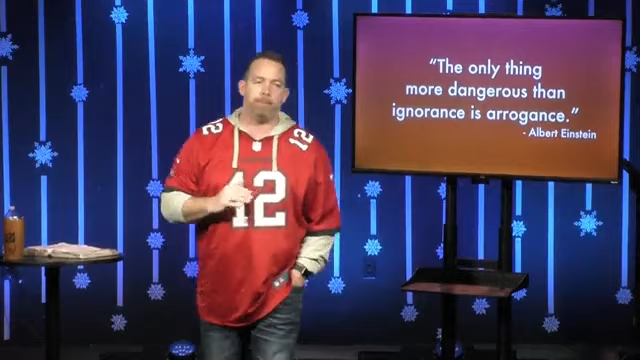 “The only thing
more dangerous than
ignorance is arrogance.”
- Albert Einstein
12
12
12